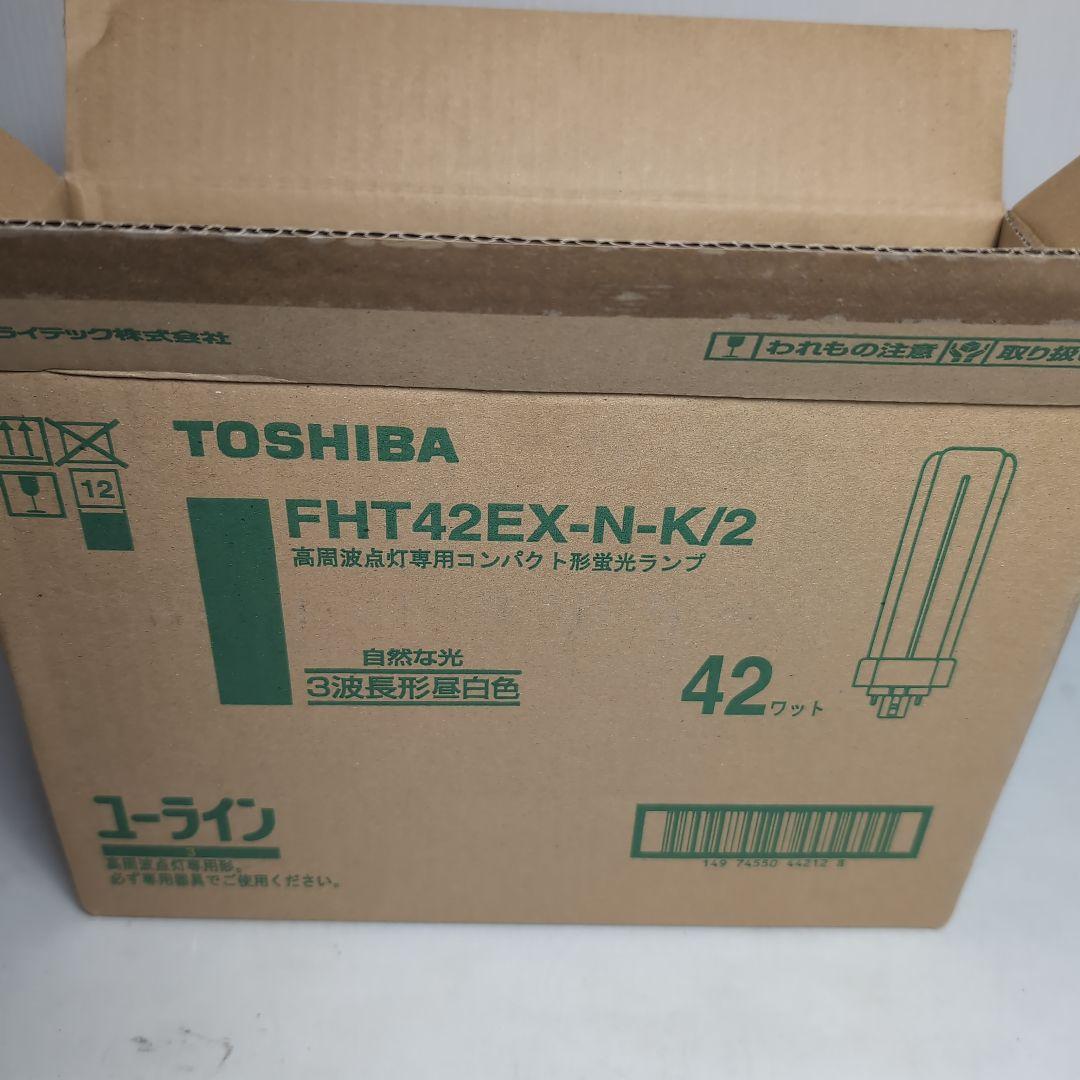 ライテック株式会社
われもの注意 取り扱
TOSHIBA
12
FHT42EX-N-K/2
高周波点灯専用コンパクト形蛍光ランプ
自然な光
3波長形昼白色
42ワット
ユーライン
3
高周波点灯専用形。
必ず専用器具でご使用ください。
149 74550 44212 8